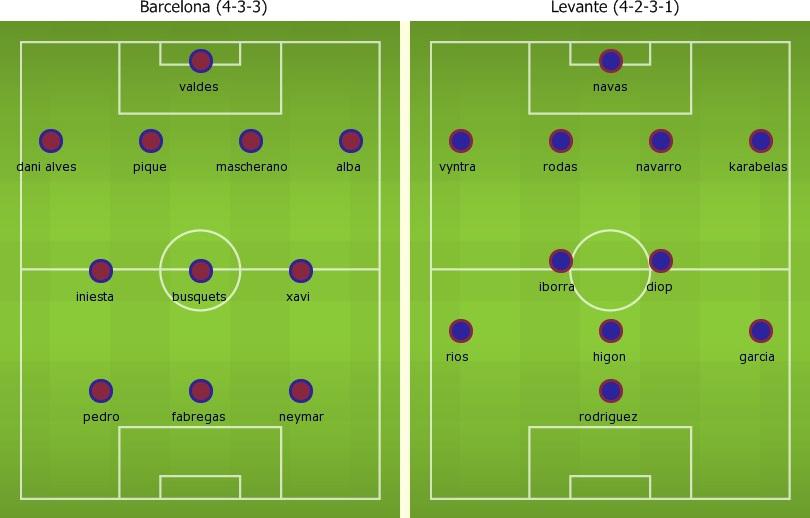 Barcelona (4-3-3)
valdes
dani alves pique mascherano alba
iniesta busquets xavi
pedro fabregas neymar
Levante (4-2-3-1)
navas
vyntra rodas navarro karabelas
iborra diop
rios higon garcia
rodriguez